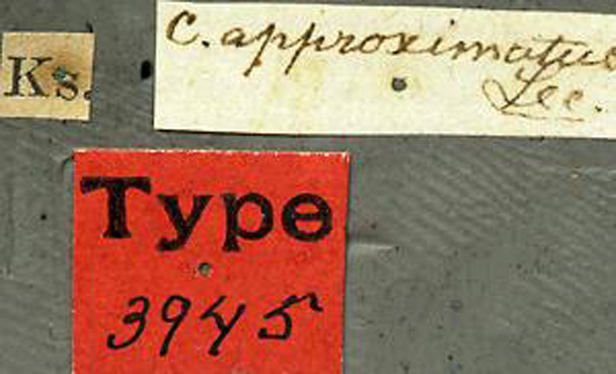 Ks.
C. approximatus
Lec.
Type
3945